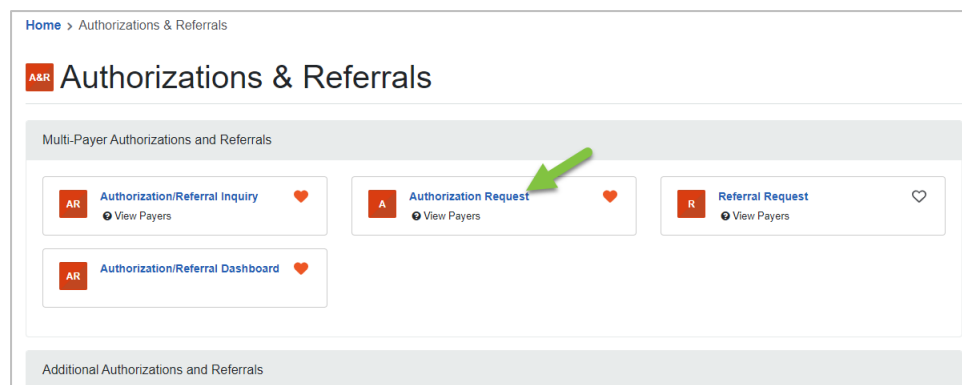 Home > Authorizations & Referrals
A&R Authorizations & Referrals
Multi-Payer Authorizations and Referrals
AR Authorization/Referral Inquiry
? View Payers
A Authorization Request
? View Payers
R Referral Request
? View Payers
AR Authorization/Referral Dashboard
Additional Authorizations and Referrals